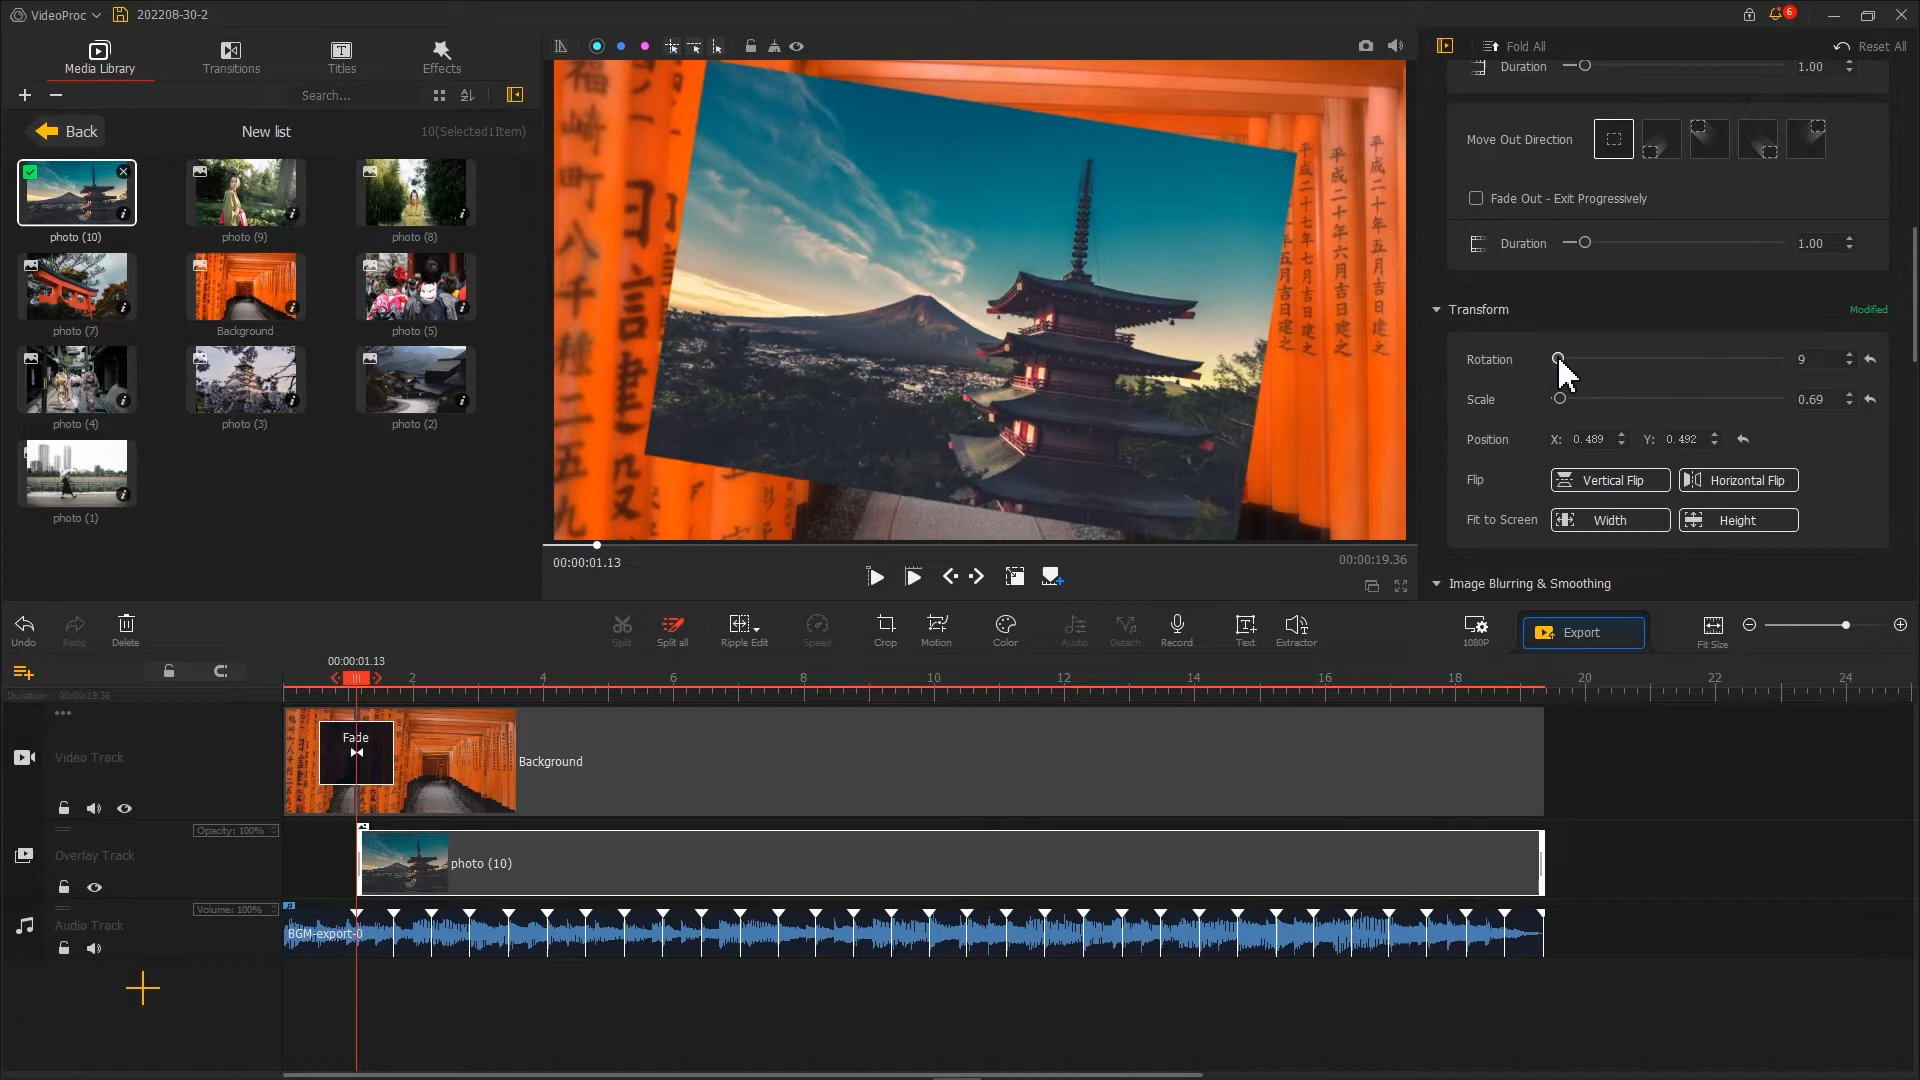 VideoProc
202208-30-2
6
Media Library
Transitions
Titles
Effects
Search...
Back
New list
10(Selected1Item)
photo (10)
photo (9)
photo (8)
photo (7)
Background
photo (5)
photo (4)
photo (3)
photo (2)
photo (1)
00:00:01.13
00:00:19.36
Fold All
Reset All
Duration
1.00
Move Out Direction
Fade Out - Exit Progressively
Duration
1.00
Transform
Modified
Rotation
9
Scale
0.69
Position
X: 0.489
Y: 0.492
Flip
Vertical Flip
Horizontal Flip
Fit to Screen
Width
Height
Image Blurring & Smoothing
Undo
Redo
Delete
Split
Split all
Ripple Edit
Speed
Crop
Motion
Color
Audio
Detach
Record
Text
Extractor
1080P
Export
Fit Size
00:00:01.13
2 4 6 8 10 12 14 16 18 20 22 24
Duration: 00:00:19.36
Video Track
Fade
Background
Opacity: 100%
Overlay Track
photo (10)
Volume: 100%
Audio Track
BGM-export-0